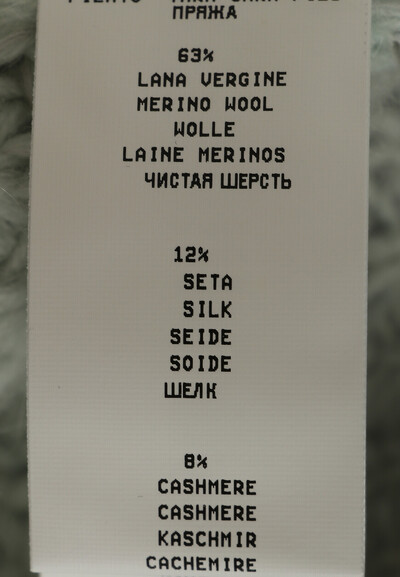 ПРЯЖА
63%
LANA VERGINE
MERINO WOOL
WOLLE
LAINE MERINOS
ЧИСТАЯ ШЕРСТЬ
12%
SETA
SILK
SEIDE
SOIDE
ШЕЛК
8%
CASHMERE
CASHMERE
KASCHMIR
CACHEMIRE